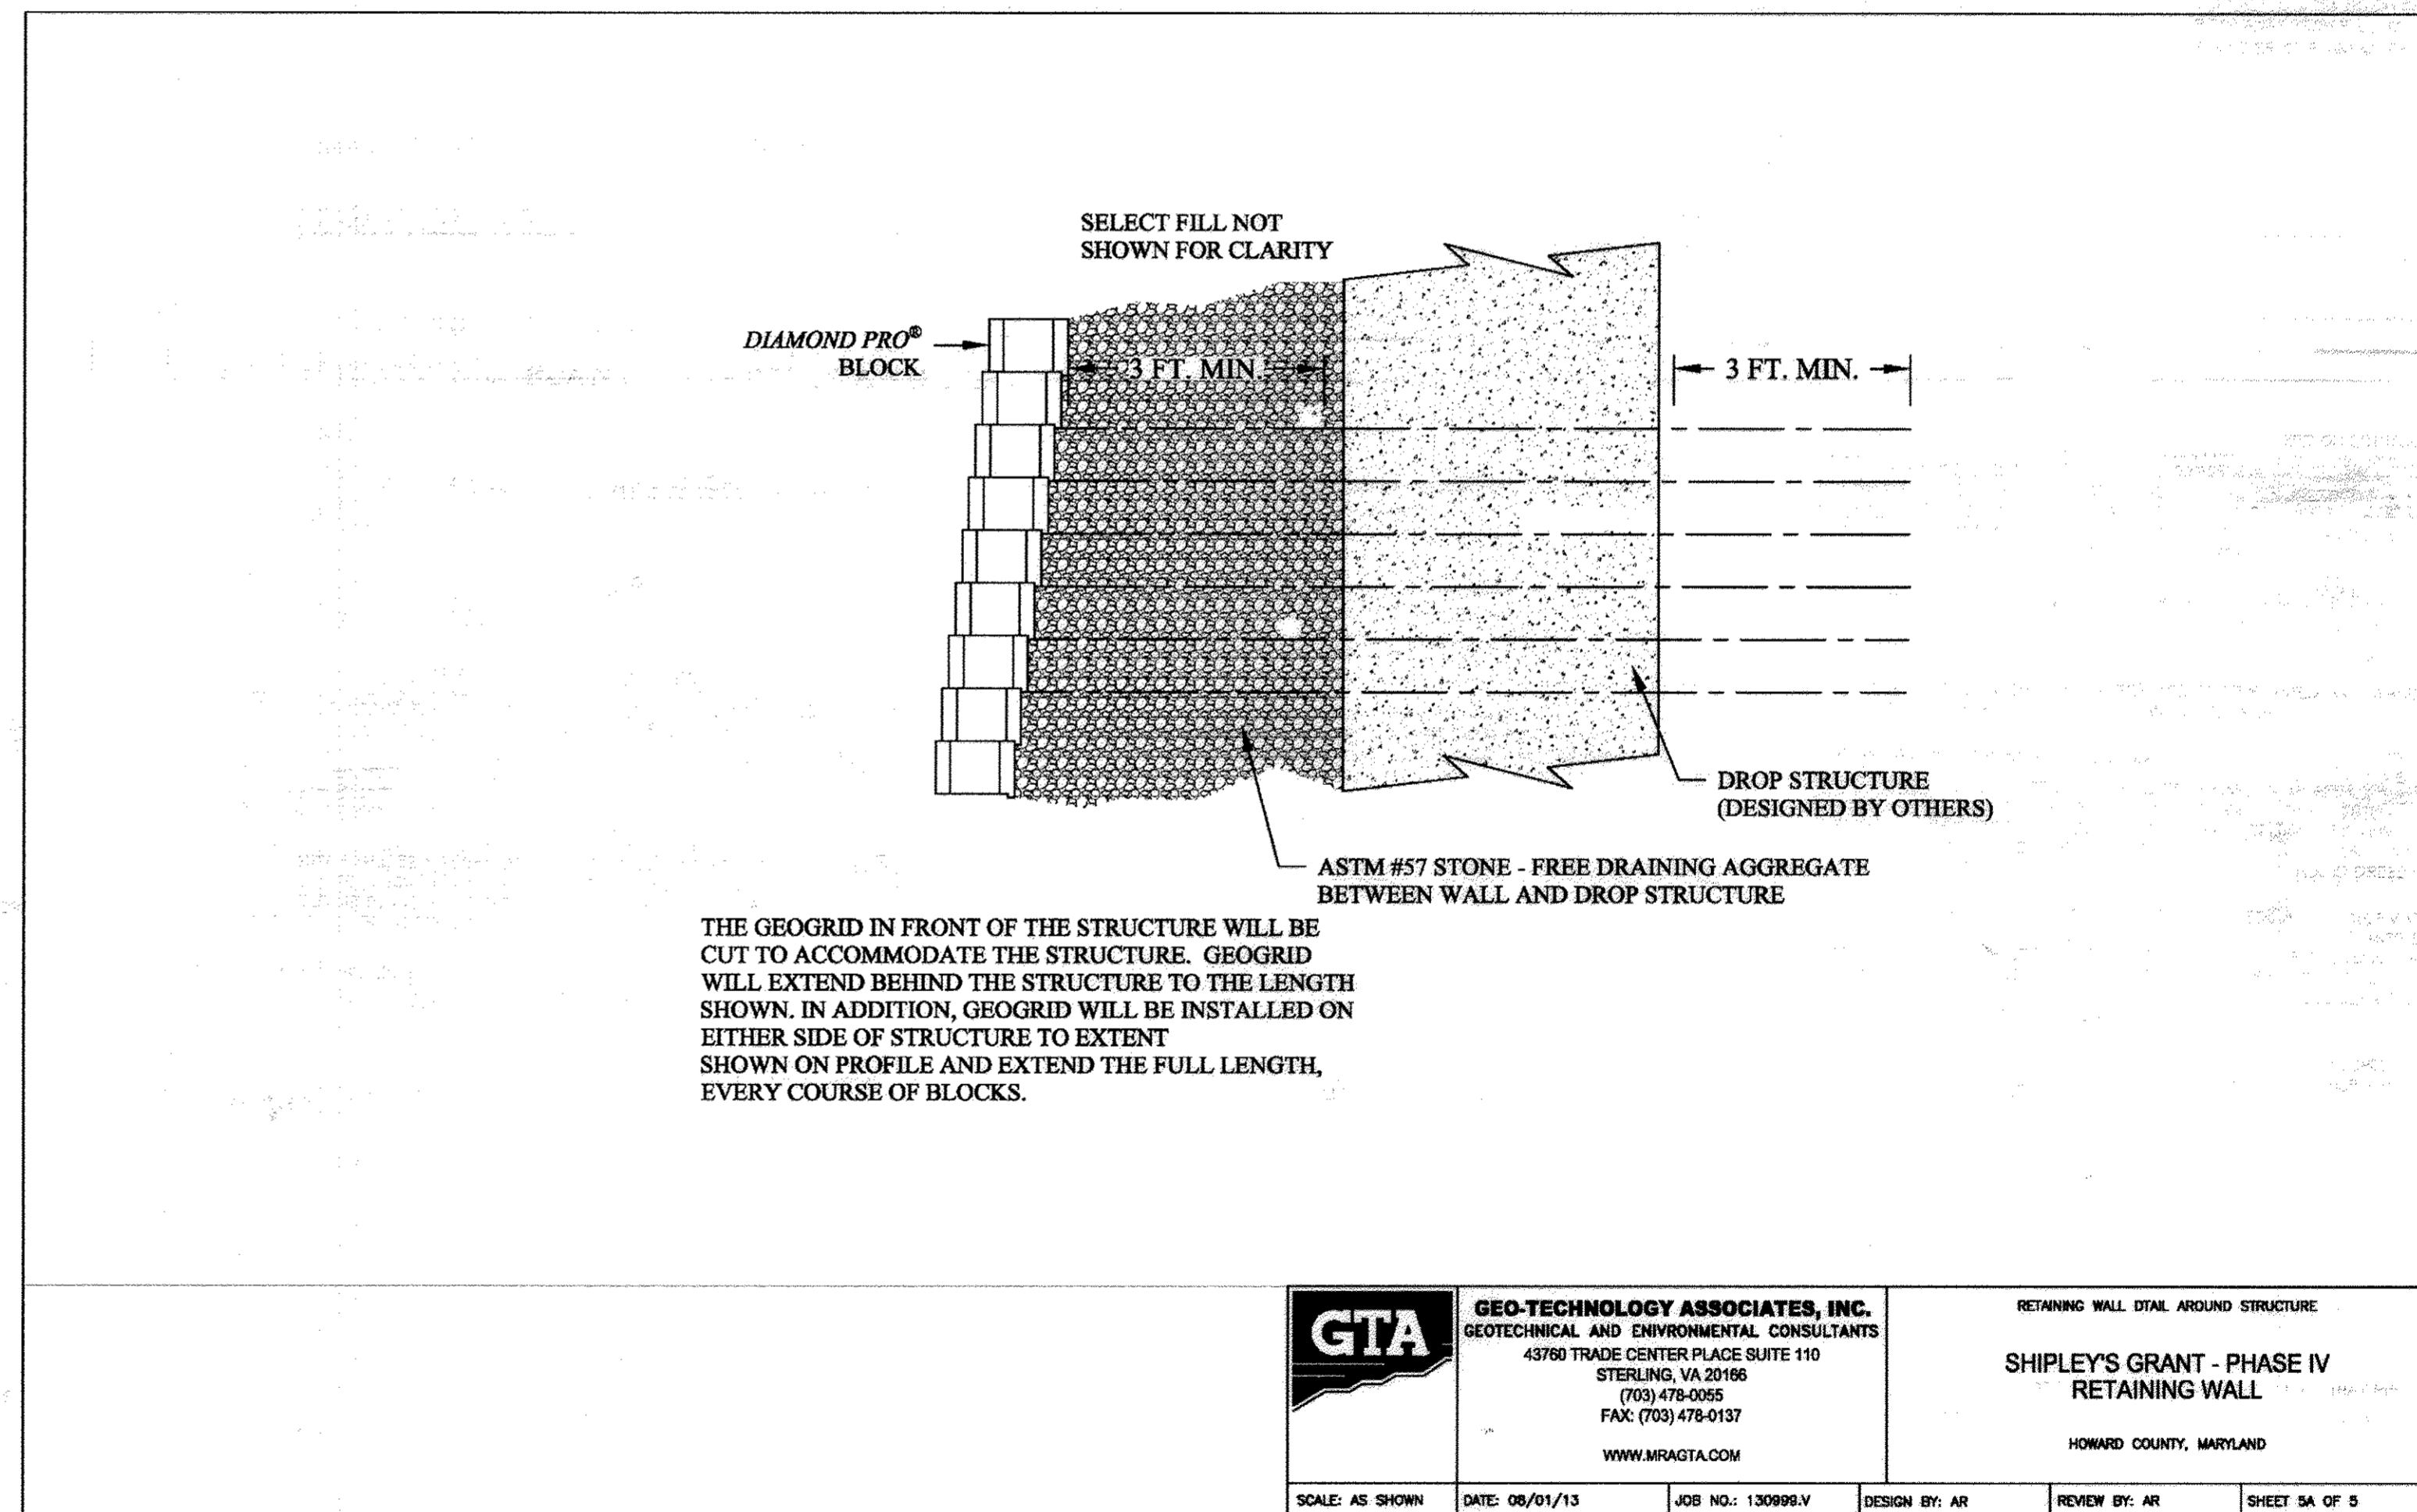 SELECT FILL NOT
SHOWN FOR CLARITY
DIAMOND PRO®
BLOCK
3 FT. MIN.
3 FT. MIN.
DROP STRUCTURE
(DESIGNED BY OTHERS)
ASTM #57 STONE - FREE DRAINING AGGREGATE
BETWEEN WALL AND DROP STRUCTURE
THE GEOGRID IN FRONT OF THE STRUCTURE WILL BE
CUT TO ACCOMMODATE THE STRUCTURE. GEOGRID
WILL EXTEND BEHIND THE STRUCTURE TO THE LENGTH
SHOWN. IN ADDITION, GEOGRID WILL BE INSTALLED ON
EITHER SIDE OF STRUCTURE TO EXTENT
SHOWN ON PROFILE AND EXTEND THE FULL LENGTH,
EVERY COURSE OF BLOCKS.
GTA
GEO-TECHNOLOGY ASSOCIATES, INC.
GEOTECHNICAL AND ENIVRONMENTAL CONSULTANTS
43760 TRADE CENTER PLACE SUITE 110
STERLING, VA 20166
(703) 478-0055
FAX: (703) 478-0137
WWW.MRAGTA.COM
RETAINING WALL DTAIL AROUND STRUCTURE
SHIPLEY'S GRANT - PHASE IV
RETAINING WALL
HOWARD COUNTY, MARYLAND
SCALE: AS SHOWN
DATE: 08/01/13
JOB NO.: 130999.V
DESIGN BY: AR
REVIEW BY: AR
SHEET 5A OF 5